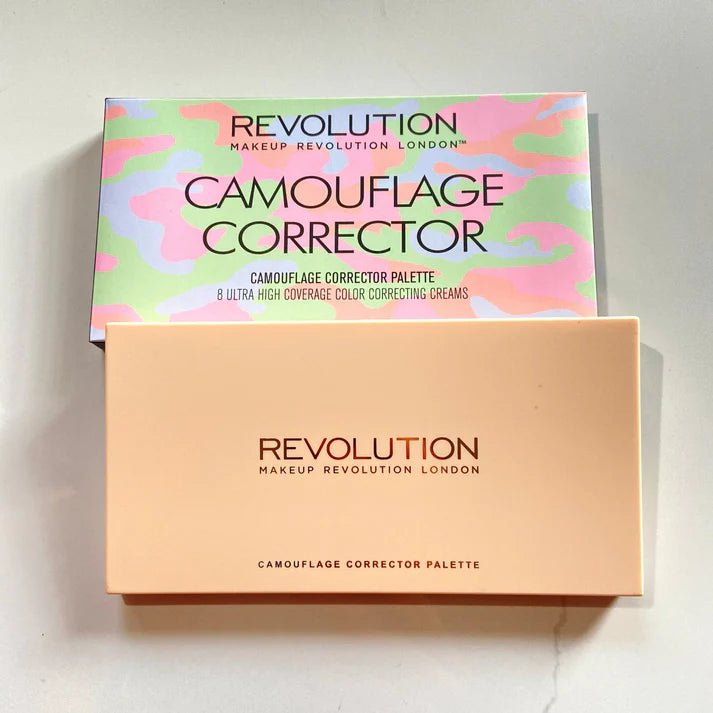 REVOLUTION
MAKEUP REVOLUTION LONDON™
CAMOUFLAGE
CORRECTOR
CAMOUFLAGE CORRECTOR PALETTE
8 ULTRA HIGH COVERAGE COLOR CORRECTING CREAMS
REVOLUTION
MAKEUP REVOLUTION LONDON
CAMOUFLAGE CORRECTOR PALETTE